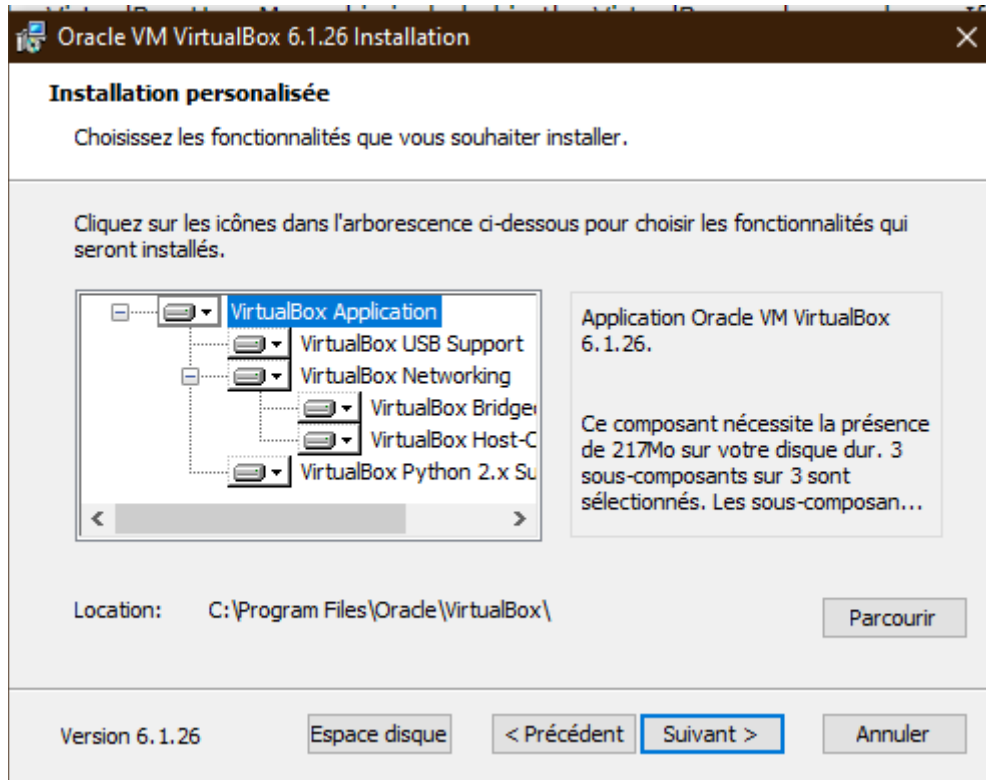 Oracle VM VirtualBox 6.1.26 Installation
Installation personalisée
Choisissez les fonctionnalités que vous souhaiter installer.
Cliquez sur les icônes dans l'arborescence ci-dessous pour choisir les fonctionnalités qui
seront installés.
VirtualBox Application
VirtualBox USB Support
VirtualBox Networking
VirtualBox Bridge
VirtualBox Host-C
VirtualBox Python 2.x Su
Application Oracle VM VirtualBox
6.1.26.
Ce composant nécessite la présence
de 217Mo sur votre disque dur. 3
sous-composants sur 3 sont
sélectionnés. Les sous-composan...
Location: C:\Program Files\Oracle\VirtualBox\
Parcourir
Version 6.1.26
Espace disque
< Précédent
Suivant >
Annuler